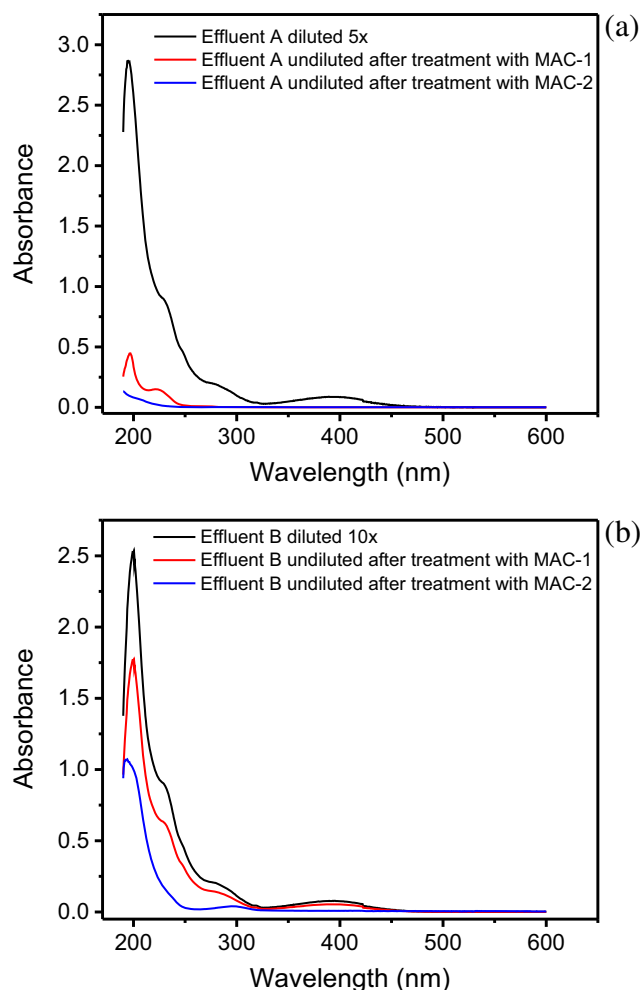 (a)
Effluent A diluted 5x
Effluent A undiluted after treatment with MAC-1
Effluent A undiluted after treatment with MAC-2
Absorbance
3.0
2.5
2.0
1.5
1.0
0.5
0.0
200 300 400 500 600
Wavelength (nm)
(b)
Effluent B diluted 10x
Effluent B undiluted after treatment with MAC-1
Effluent B undiluted after treatment with MAC-2
Absorbance
2.5
2.0
1.5
1.0
0.5
0.0
200 300 400 500 600
Wavelength (nm)